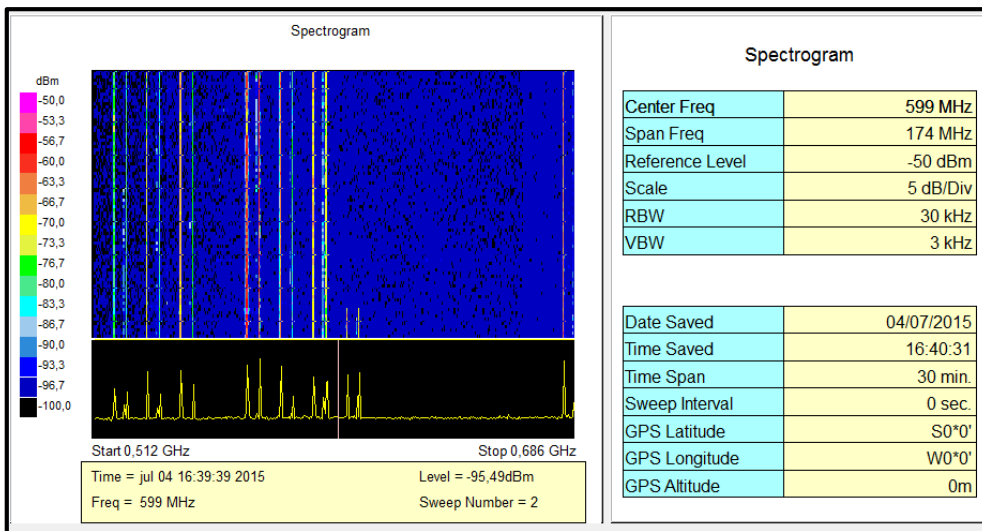 Spectrogram
dBm
-50,0
-53,3
-56,7
-60,0
-63,3
-66,7
-70,0
-73,3
-76,7
-80,0
-83,3
-86,7
-90,0
-93,3
-96,7
-100,0
Start 0,512 GHz Stop 0,686 GHz
Time = jul 04 16:39:39 2015 Level = -95,49dBm
Freq = 599 MHz Sweep Number = 2
Spectrogram
Center Freq 599 MHz
Span Freq 174 MHz
Reference Level -50 dBm
Scale 5 dB/Div
RBW 30 kHz
VBW 3 kHz
Date Saved 04/07/2015
Time Saved 16:40:31
Time Span 30 min.
Sweep Interval 0 sec.
GPS Latitude S0*0'
GPS Longitude W0*0'
GPS Altitude 0m